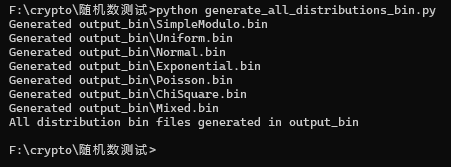 F:\crypto\随机数测试>python generate_all_distributions_bin.py
Generated output_bin\SimpleModulo.bin
Generated output_bin\Uniform.bin
Generated output_bin\Normal.bin
Generated output_bin\Exponential.bin
Generated output_bin\Poisson.bin
Generated output_bin\ChiSquare.bin
Generated output_bin\Mixed.bin
All distribution bin files generated in output_bin
F:\crypto\随机数测试>